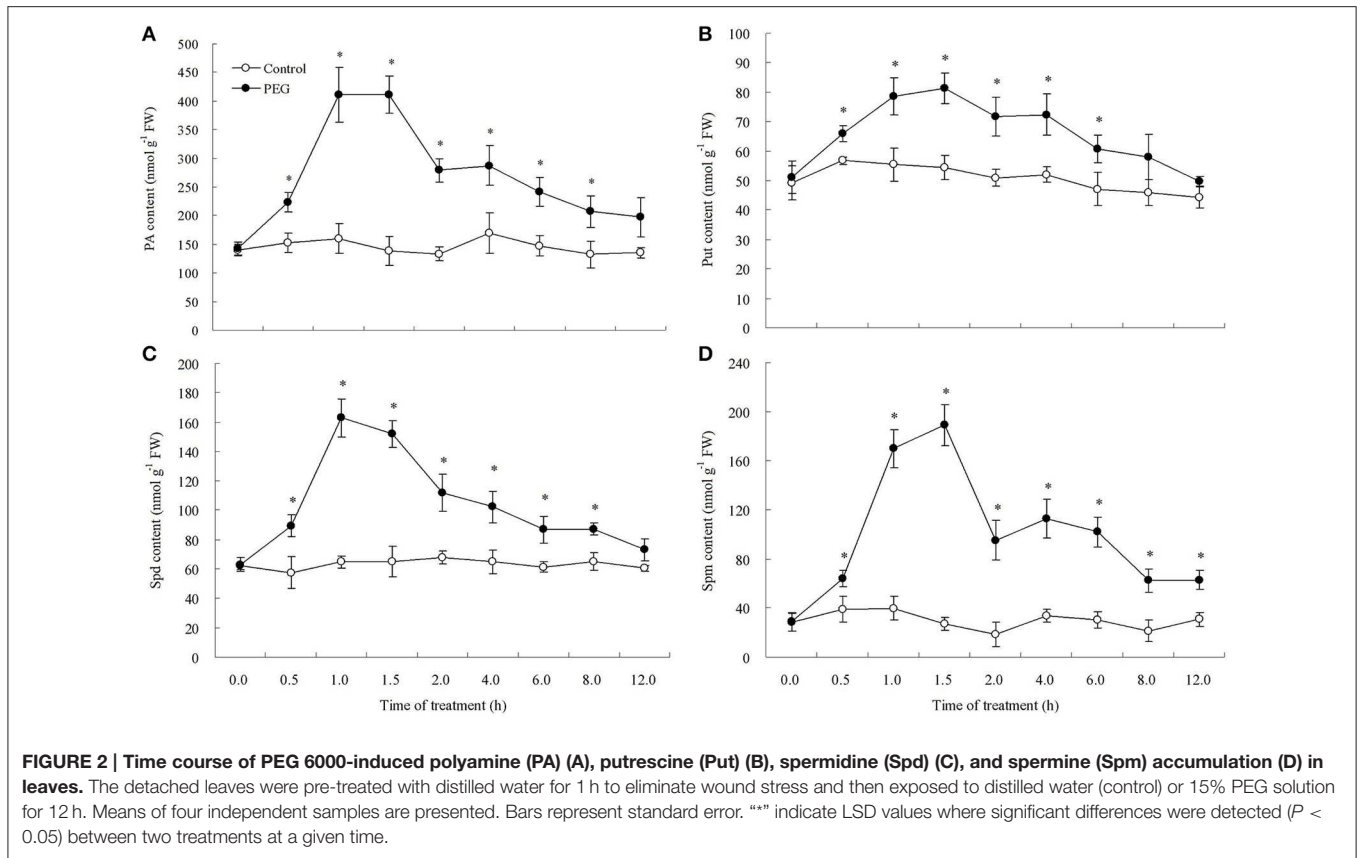 A
B
500
450
400
350
300
250
200
150
100
50
0
PA content (nmol g⁻¹ FW)
Control
PEG
* * * * * * * *
100
90
80
70
60
50
40
30
20
10
0
Put content (nmol g⁻¹ FW)
* * * * * *
C
D
200
180
160
140
120
100
80
60
40
20
0
Spd content (nmol g⁻¹ FW)
* * * * * * * *
0.0 0.5 1.0 1.5 2.0 4.0 6.0 8.0 12.0
Time of treatment (h)
240
200
160
120
80
40
0
Spm content (nmol g⁻¹ FW)
* * * * * * * *
0.0 0.5 1.0 1.5 2.0 4.0 6.0 8.0 12.0
Time of treatment (h)
FIGURE 2 | Time course of PEG 6000-induced polyamine (PA) (A), putrescine (Put) (B), spermidine (Spd) (C), and spermine (Spm) accumulation (D) in
leaves. The detached leaves were pre-treated with distilled water for 1 h to eliminate wound stress and then exposed to distilled water (control) or 15% PEG solution
for 12 h. Means of four independent samples are presented. Bars represent standard error. “*” indicate LSD values where significant differences were detected (P <
0.05) between two treatments at a given time.